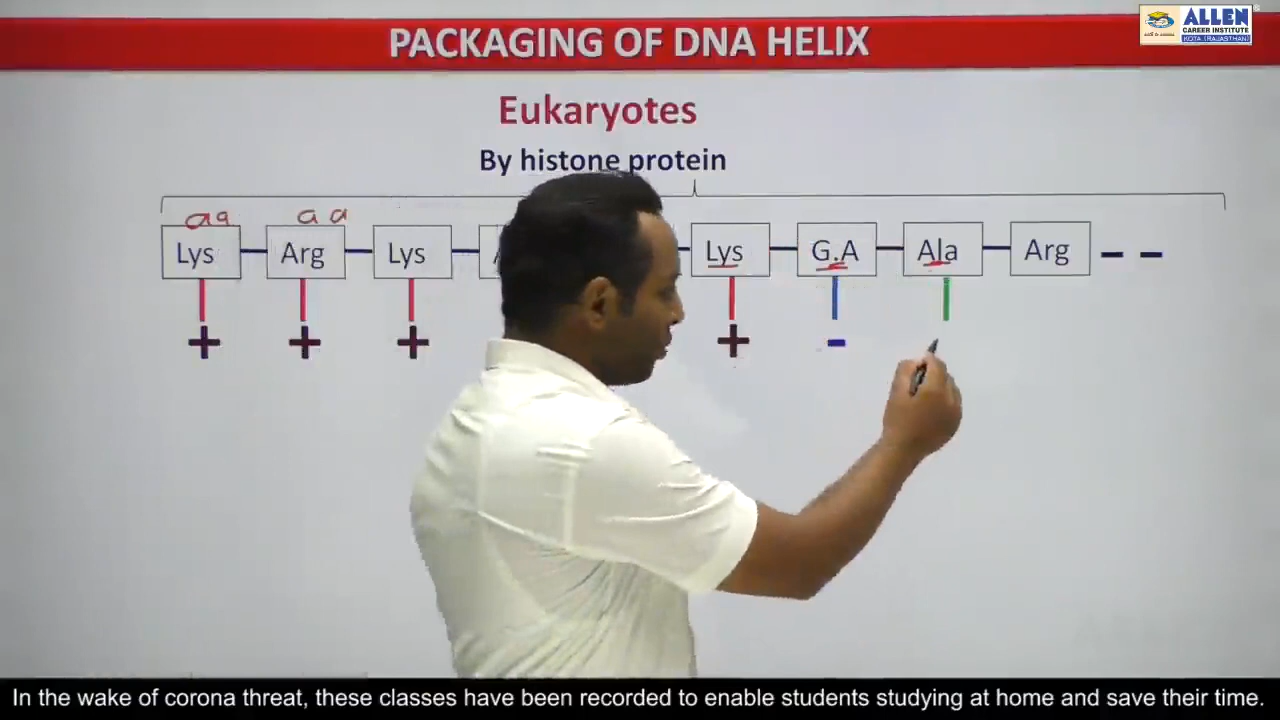 ALLEN
CAREER INSTITUTE
KOTA (RAJASTHAN)
PACKAGING OF DNA HELIX
Eukaryotes
By histone protein
aa aa
Lys Arg Lys Lys G.A Ala Arg
+ + + + -
In the wake of corona threat, these classes have been recorded to enable students studying at home and save their time.